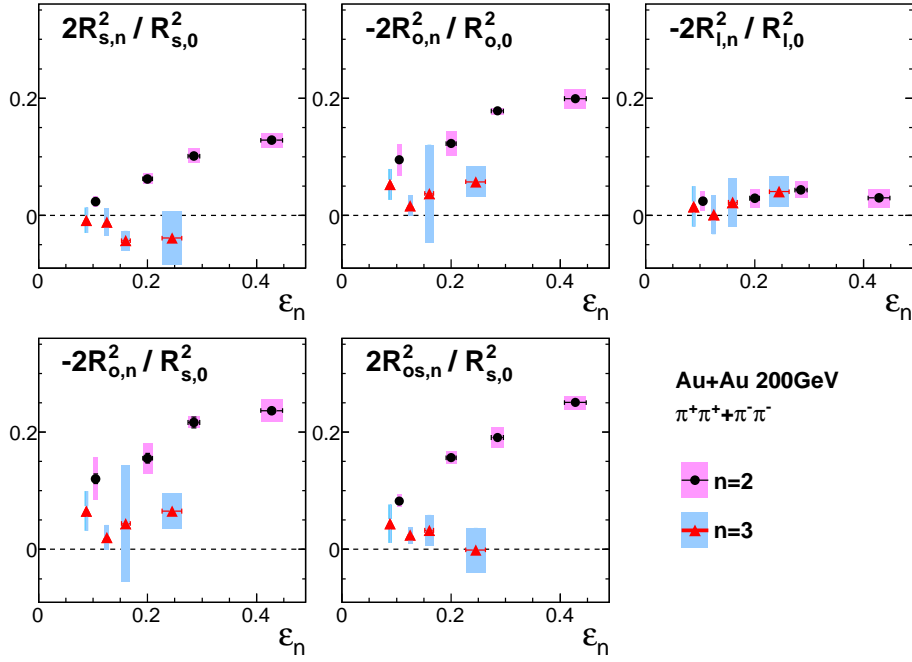 2R²ₛ,ₙ / R²ₛ,₀
-2R²ₒ,ₙ / R²ₒ,₀
-2R²ₗ,ₙ / R²ₗ,₀
0.2
0
0 0.2 0.4
εₙ
0.2
0
0 0.2 0.4
εₙ
0.2
0
0 0.2 0.4
εₙ
-2R²ₒ,ₙ / R²ₛ,₀
2R²ₒₛ,ₙ / R²ₛ,₀
0.2
0
0 0.2 0.4
εₙ
0.2
0
0 0.2 0.4
εₙ
Au+Au 200GeV
π⁺π⁺+π⁻π⁻
n=2
n=3